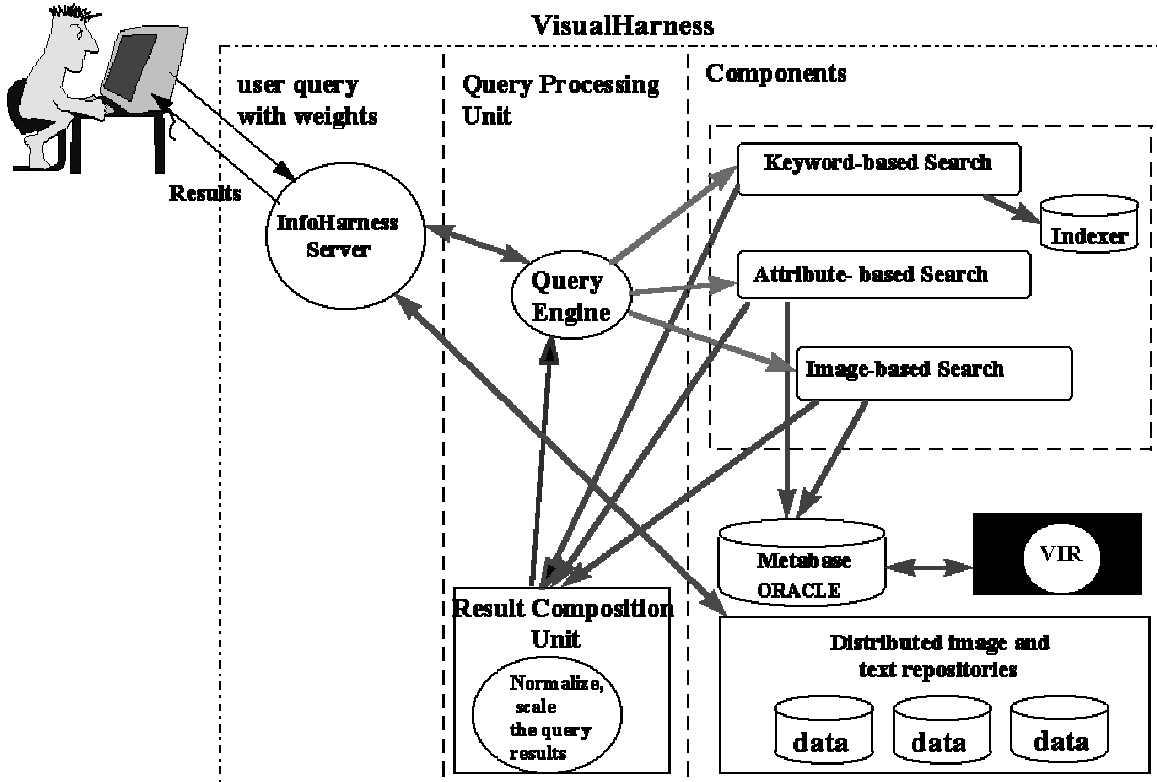 VisualHarness
user query
with weights
Query Processing
Unit
Components
Results
InfoHarness
Server
Query
Engine
Keyword-based Search
Indexer
Attribute- based Search
Image-based Search
Metabase
ORACLE
VIR
Result Composition
Unit
Normalize,
scale
the query
results
Distributed image and
text repositories
data
data
data